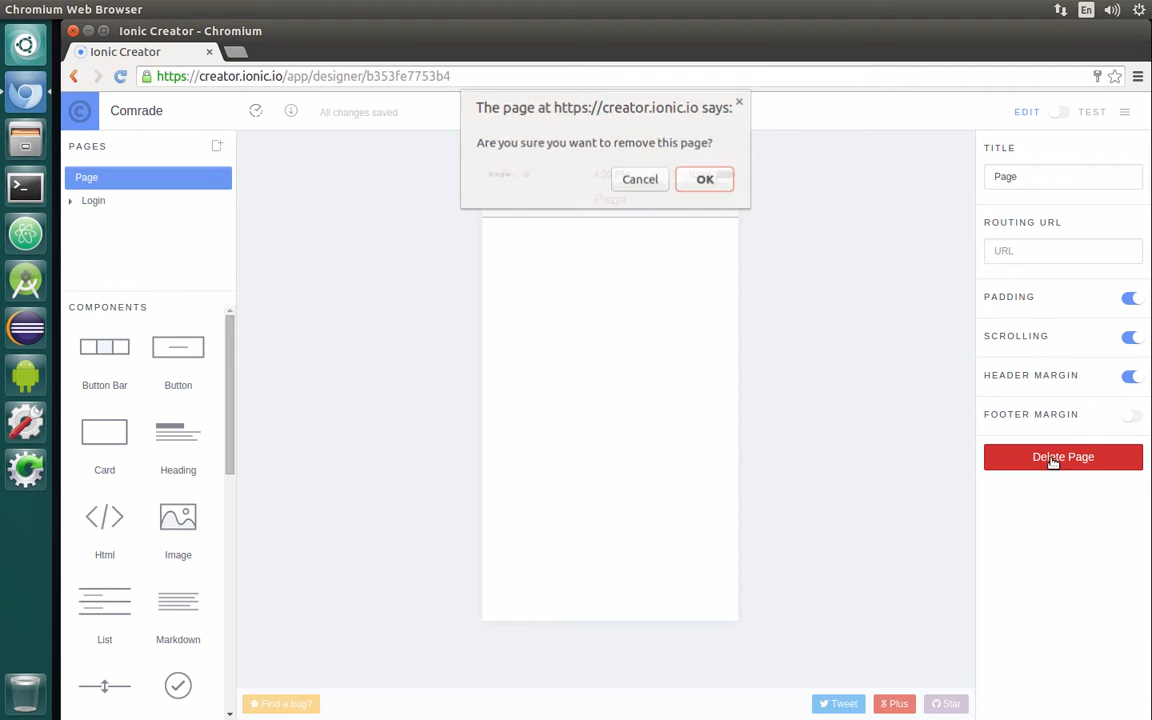 Chromium Web Browser
En
Ionic Creator - Chromium
Ionic Creator
https://creator.ionic.io/app/designer/b353fe7753b4
Comrade
All changes saved
The page at https://creator.ionic.io says:
Are you sure you want to remove this page?
Cancel
OK
Page
EDIT
TEST
PAGES
Page
Login
COMPONENTS
Button Bar
Button
Card
Heading
Html
Image
List
Markdown
TITLE
Page
ROUTING URL
URL
PADDING
SCROLLING
HEADER MARGIN
FOOTER MARGIN
Delete Page
Find a bug?
Tweet
Plus
Star